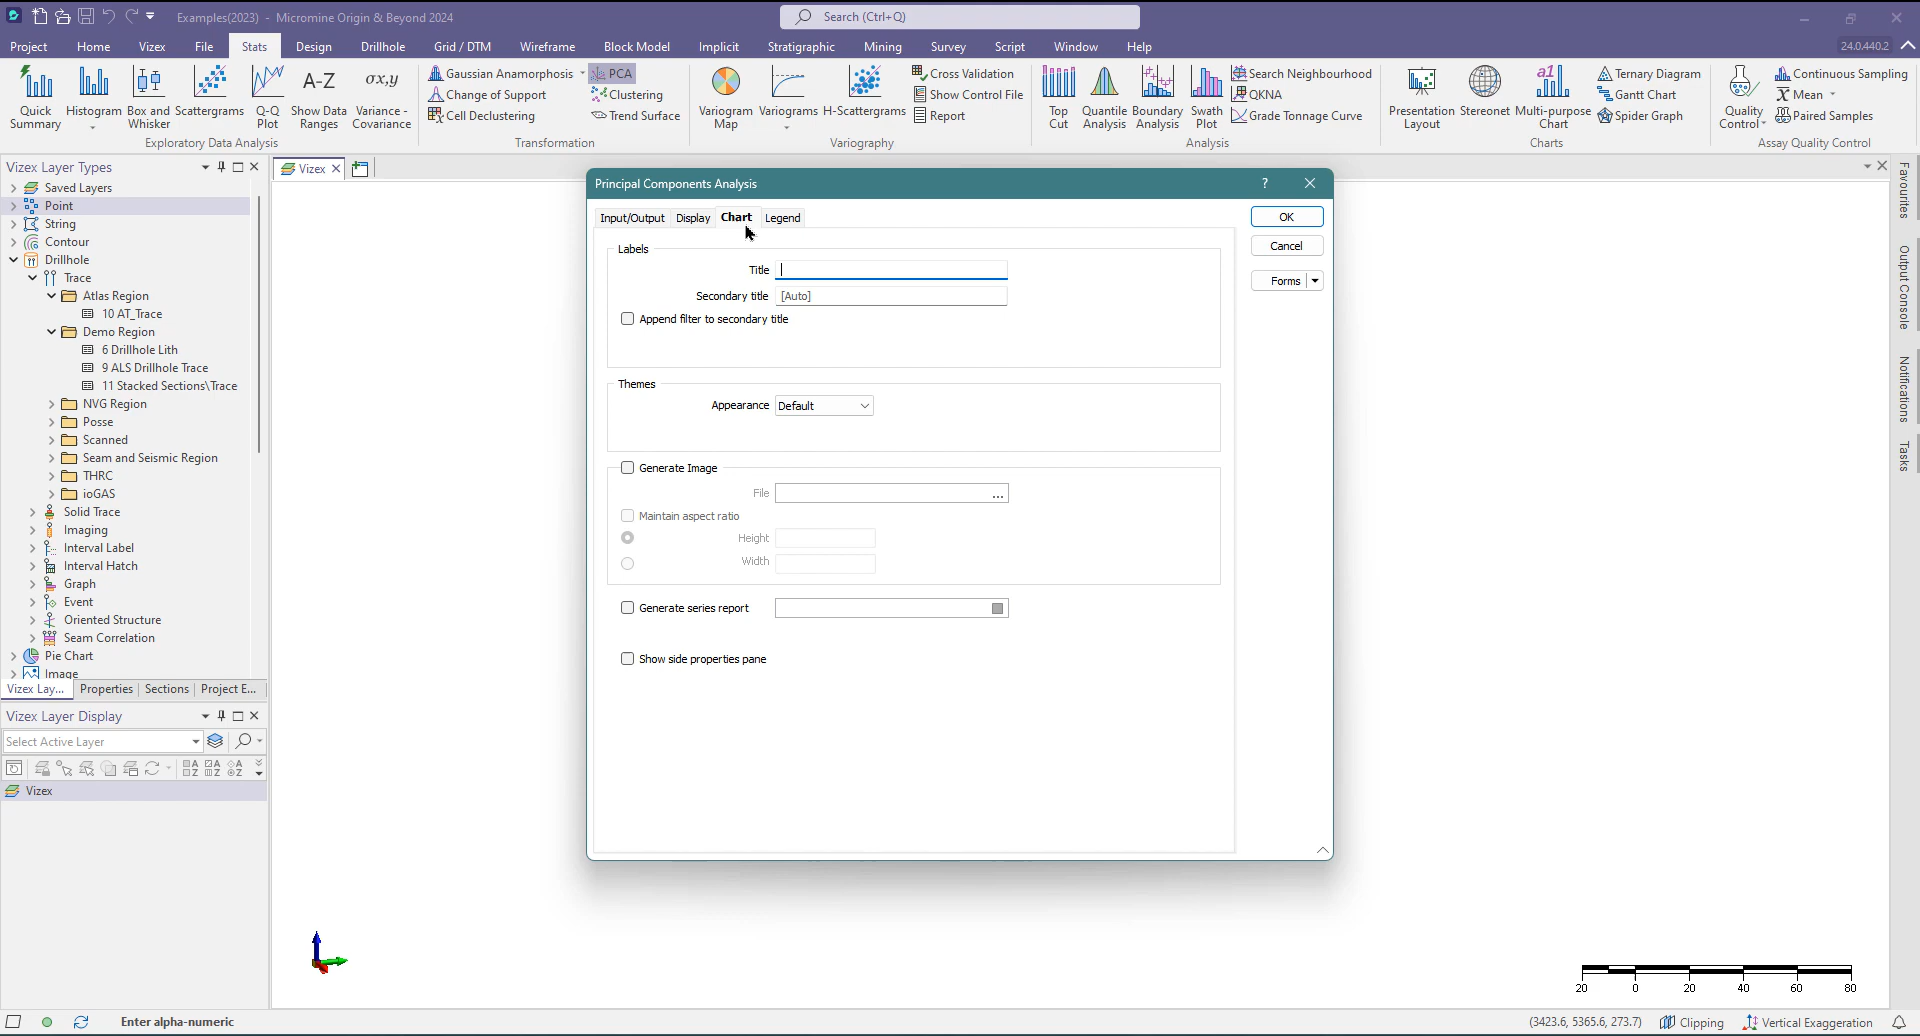 Examples(2023) - Micromine Origin & Beyond 2024
Search (Ctrl+Q)
Project Home Vizex File Stats Design Drillhole Grid / DTM Wireframe Block Model Implicit Stratigraphic Mining Survey Script Window Help 24.0.440.2
Quick Summary
Histogram
Box and Whisker
Scattergrams
Q-Q Plot
A-Z
Show Data Ranges
σx,y
Variance - Covariance
Exploratory Data Analysis
Gaussian Anamorphosis
Change of Support
Cell Declustering
PCA
Clustering
Trend Surface
Transformation
Variogram Map
Variograms
H-Scattergrams
Cross Validation
Show Control File
Report
Variography
Top Cut
Quantile Analysis
Boundary Analysis
Swath Plot
Search Neighbourhood
QKNA
Grade Tonnage Curve
Analysis
Presentation Layout
Stereonet
a1
Multi-purpose Chart
Ternary Diagram
Gantt Chart
Spider Graph
Charts
Quality Control
Continuous Sampling
x Mean
Paired Samples
Assay Quality Control
Vizex Layer Types
Saved Layers
Point
String
Contour
Drillhole
Trace
Atlas Region
10 AT_Trace
Demo Region
6 Drillhole Lith
9 ALS Drillhole Trace
11 Stacked Sections\Trace
NVG Region
Posse
Scanned
Seam and Seismic Region
THRC
ioGAS
Solid Trace
Imaging
Interval Label
Interval Hatch
Graph
Event
Oriented Structure
Seam Correlation
Pie Chart
Image
Vizex Lay... Properties Sections Project E...
Vizex Layer Display
Select Active Layer
Vizex
Vizex
Principal Components Analysis ?
Input/Output Display Chart Legend
Labels
Title
Secondary title [Auto]
Append filter to secondary title
Themes
Appearance Default
Generate Image
File ...
Maintain aspect ratio
Height
Width
Generate series report
Show side properties pane
OK
Cancel
Forms
Favourites
Output Console
Notifications
Tasks
20 0 20 40 60 80
Enter alpha-numeric
(3423.6, 5365.6, 273.7) Clipping Vertical Exaggeration